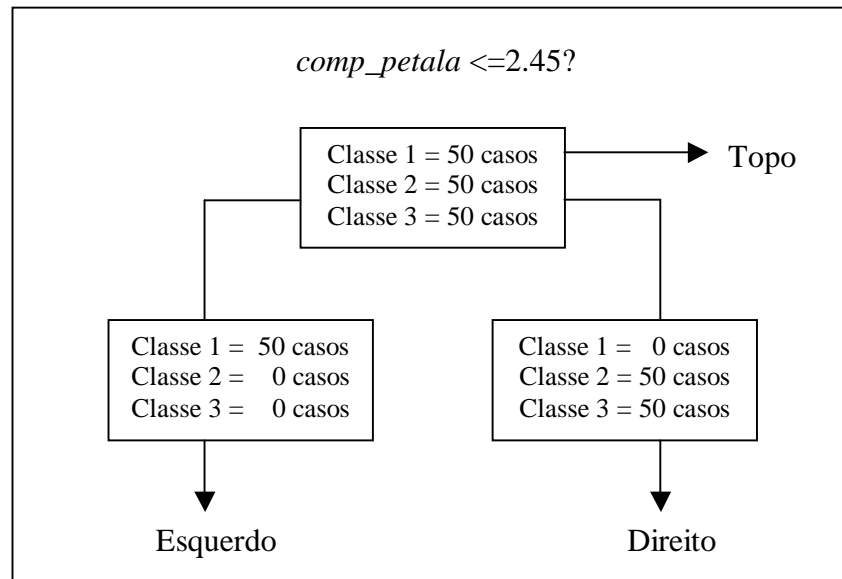 comp_petala <=2.45?
Classe 1 = 50 casos
Classe 2 = 50 casos
Classe 3 = 50 casos
Topo
Classe 1 = 50 casos
Classe 2 = 0 casos
Classe 3 = 0 casos
Classe 1 = 0 casos
Classe 2 = 50 casos
Classe 3 = 50 casos
Esquerdo
Direito